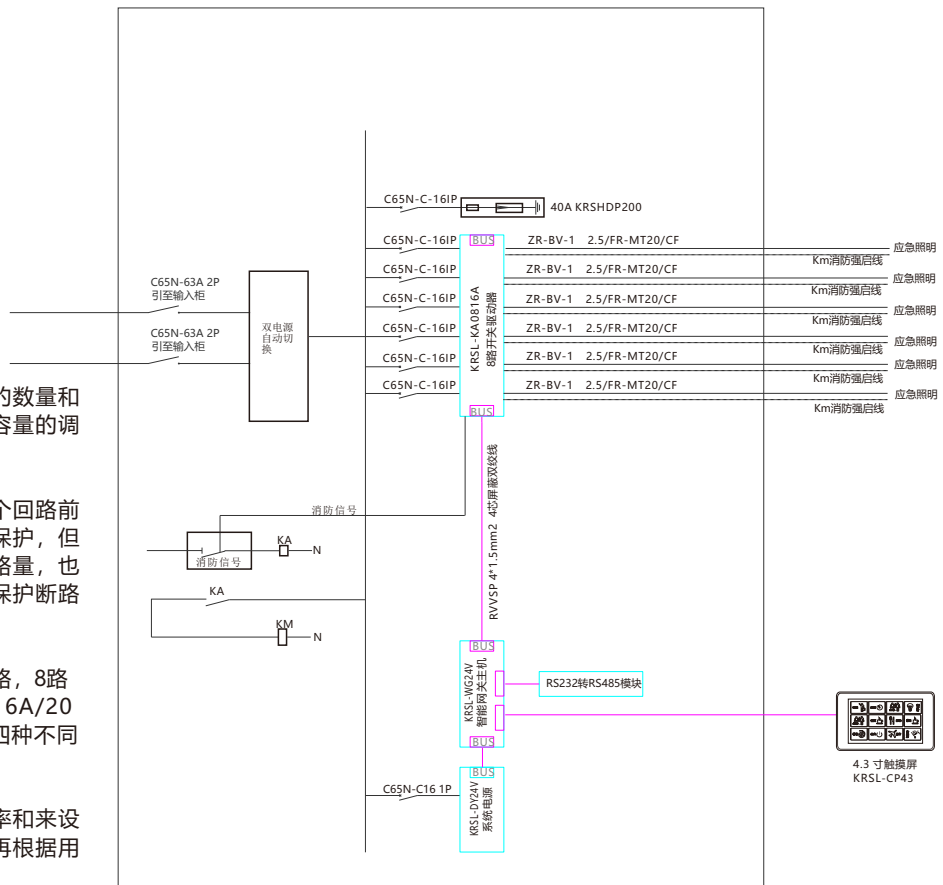 C65N-C-16IP
40A KRSHDP200
C65N-C-16IP
BUS
ZR-BV-1 2.5/FR-MT20/CF
应急照明
Km消防强启线
C65N-C-16IP
ZR-BV-1 2.5/FR-MT20/CF
应急照明
Km消防强启线
C65N-C-16IP
ZR-BV-1 2.5/FR-MT20/CF
应急照明
Km消防强启线
C65N-C-16IP
ZR-BV-1 2.5/FR-MT20/CF
应急照明
Km消防强启线
C65N-C-16IP
ZR-BV-1 2.5/FR-MT20/CF
应急照明
Km消防强启线
C65N-C-16IP
ZR-BV-1 2.5/FR-MT20/CF
应急照明
Km消防强启线
KRSL-KA0816A
8路开关驱动器
BUS
C65N-63A 2P
引至输入柜
C65N-63A 2P
引至输入柜
双电源
自动切
换
的数量和
容量的调
个回路前
保护，但
路量，也
保护断路
路，8路
6A/20
四种不同
率和来设
再根据用
消防信号
消防信号
KA
N
KA
KM
N
RVVSP 4*1.5mm2 4芯屏蔽双绞线
BUS
KRSL-WG24V
智能网关主机
BUS
RS232转RS485模块
4.3 寸触摸屏
KRSL-CP43
C65N-C16 1P
BUS
KRSL-DY24V
系统电源